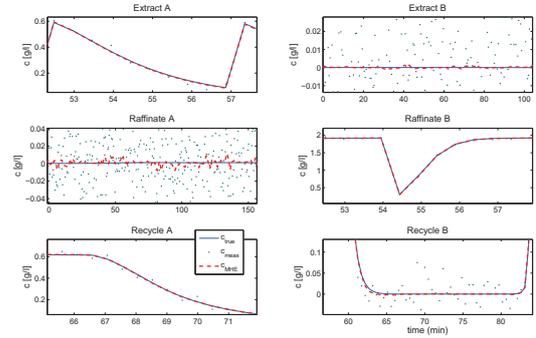 Extract A
c [g/l]
0.6
0.4
0.2
53 54 55 56 57
Extract B
c [g/l]
0.02
0.01
0
−0.01
0 20 40 60 80 100
Raffinate A
c [g/l]
0.04
0.02
0
−0.02
−0.04
0 50 100 150
Raffinate B
c [g/l]
2
1.5
1
0.5
53 54 55 56 57
Recycle A
c [g/l]
0.6
0.4
0.2
66 67 68 69 70 71
C true
C meas
C MHE
Recycle B
c [g/l]
0.1
0.05
0
60 65 70 75 80
time (min)